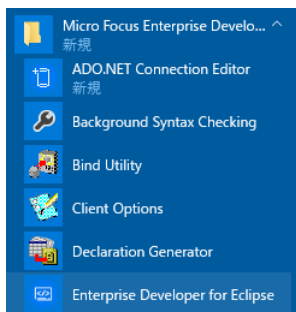 Micro Focus Enterprise Develo...
新規
ADO.NET Connection Editor
新規
Background Syntax Checking
Bind Utility
Client Options
Declaration Generator
Enterprise Developer for Eclipse